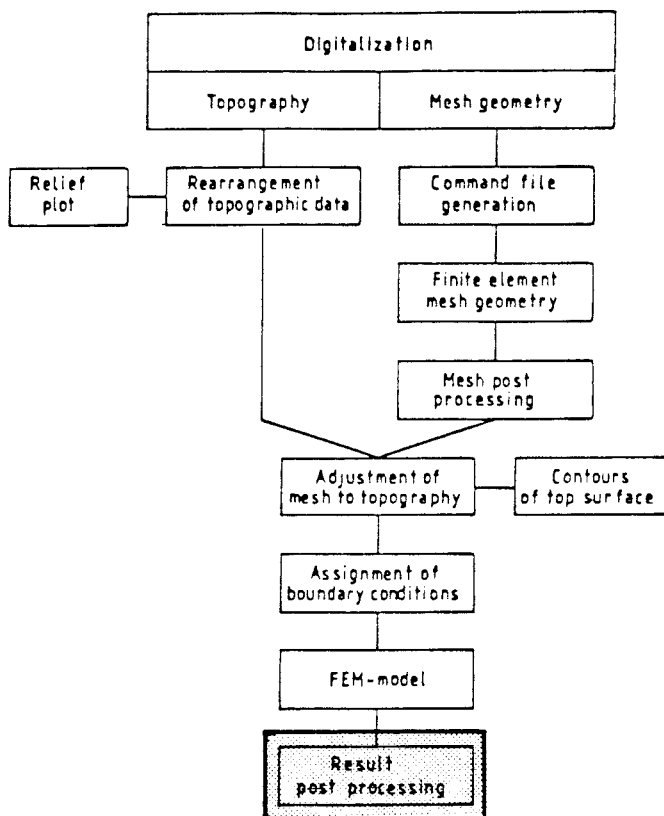 Digitalization
Topography
Mesh geometry
Relief
plot
Rearrangement
of topographic data
Command file
generation
Finite element
mesh geometry
Mesh post
processing
Adjustment of
mesh to topography
Contours
of top surface
Assignment of
boundary conditions
FEM-model
Result
post processing